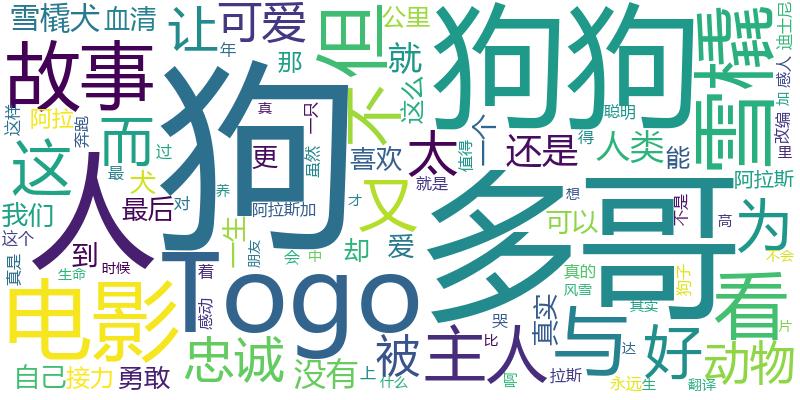 雪橇犬
血清
让
可爱
但
公里
狗狗
雪橇
迪士尼
故事
狗
年
那
不
就
这么
加
感人
这样
阿拉
而
真
一只
聪明
改编
里
奔跑
过
更
虽然
喜欢
太
值得
一个
还是
得
人类
能
这
人
最
犬
对
养
又
就是
多哥
想
不是
阿拉斯
我们
最后
阿拉斯加
才
可以
高
为
这个
到
一生
朋友
会
中
却
爱
真的
狗子
不会
真是
生命
时候
着
Togo
风雪
其实
看
电影
感动
哭
真实
与
片
忠诚
被
主人
比
达
好
动物
自己
接力
勇敢
没有
上
什么
拉斯
永远
生
翻译